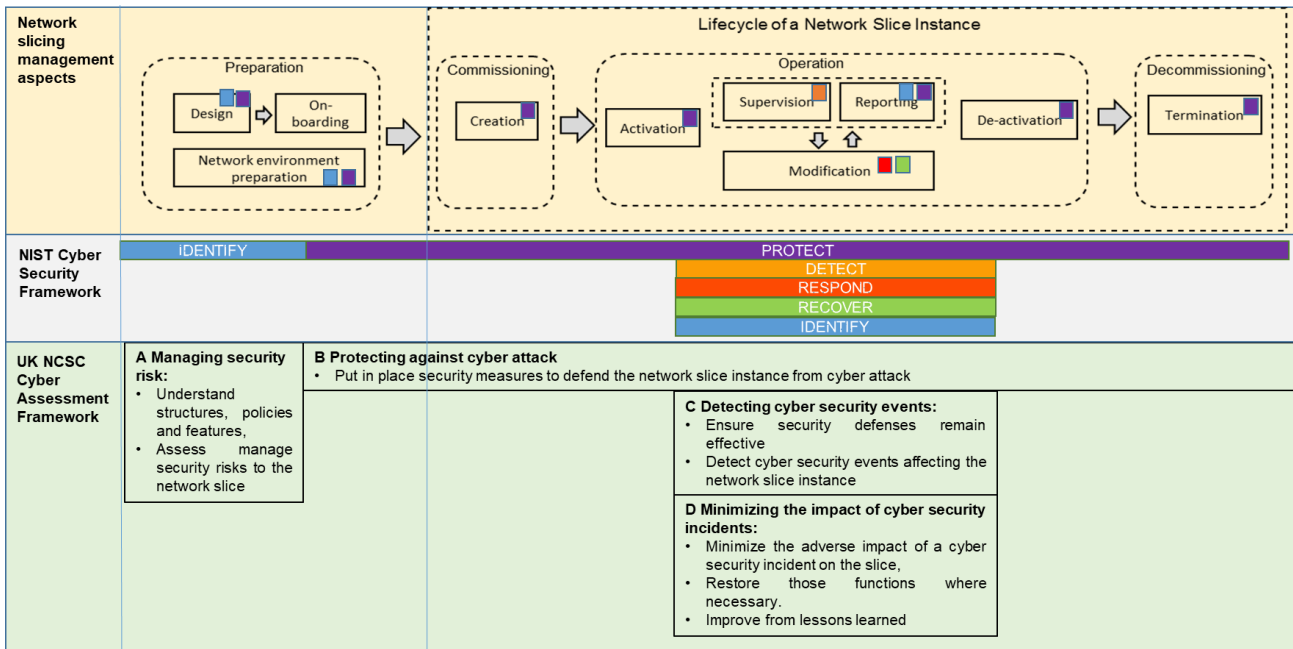 Network
slicing
management
aspects
Lifecycle of a Network Slice Instance
Preparation
Design
On-
boarding
Network environment
preparation
Commissioning
Creation
Operation
Activation
Supervision
Reporting
Modification
De-activation
Decommissioning
Termination
NIST Cyber
Security
Framework
iDENTIFY
PROTECT
DETECT
RESPOND
RECOVER
IDENTIFY
UK NCSC
Cyber
Assessment
Framework
A Managing security
risk:
• Understand
structures, policies
and features,
• Assess manage
security risks to the
network slice
B Protecting against cyber attack
• Put in place security measures to defend the network slice instance from cyber attack
C Detecting cyber security events:
• Ensure security defenses remain
effective
• Detect cyber security events affecting the
network slice instance
D Minimizing the impact of cyber security
incidents:
• Minimize the adverse impact of a cyber
security incident on the slice,
• Restore those functions where
necessary.
• Improve from lessons learned